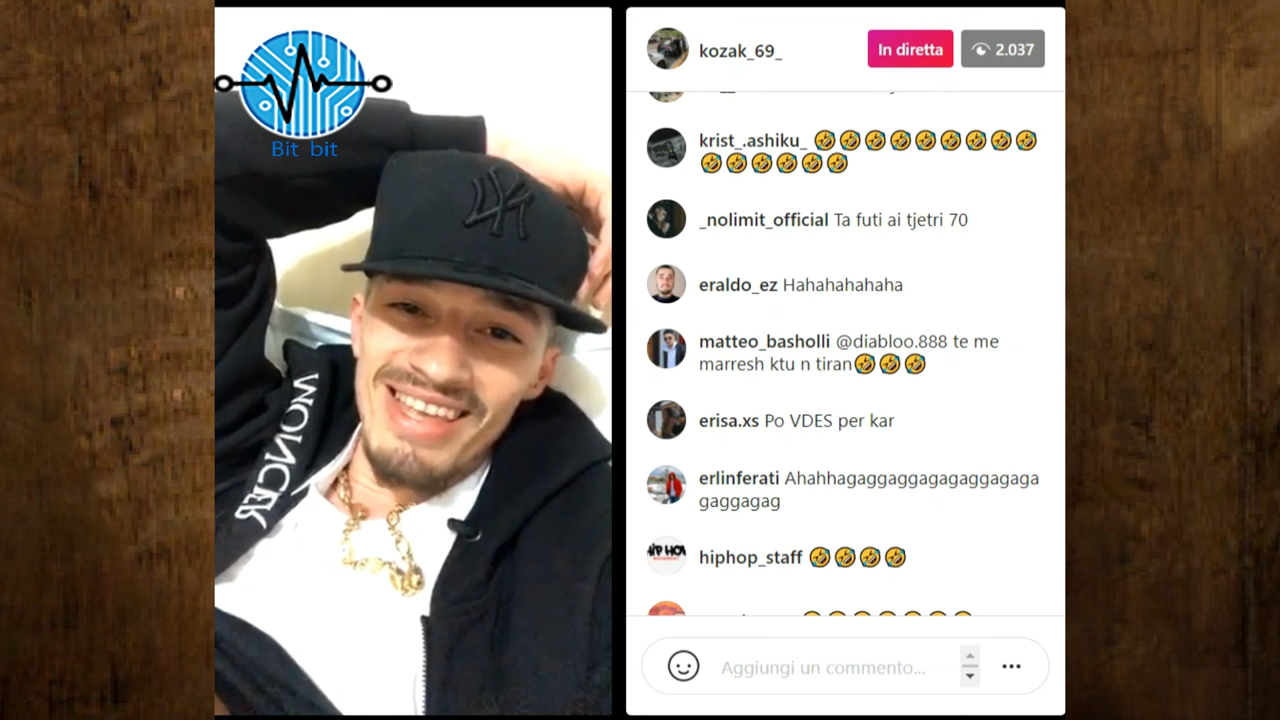 Bit bit
NY
WONCER
kozak_69_
In diretta
2.037
krist_.ashiku_ 🤣🤣🤣🤣🤣🤣🤣🤣🤣
🤣🤣🤣🤣🤣🤣
_nolimit_official Ta futi ai tjetri 70
eraldo_ez Hahahahahaha
matteo_basholli @diabloo.888 te me
marresh ktu n tiran🤣🤣🤣
erisa.xs Po VDES per kar
erlinferati Ahahhagaggaggagagaggagaga
gaggagag
hiphop_staff 🤣🤣🤣🤣
Aggiungi un commento...